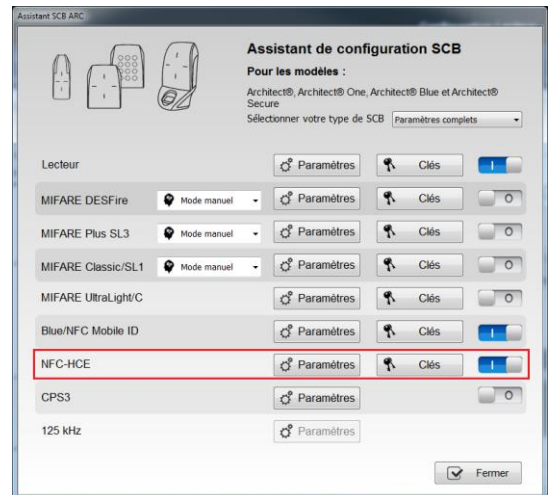 Assistant SCB ARC
Assistant de configuration SCB
Pour les modèles :
Architect®, Architect® One, Architect® Blue et Architect®
Secure
Sélectionner votre type de SCB Paramètres complets
Lecteur Paramètres Clés I
MIFARE DESFire Mode manuel Paramètres Clés O
MIFARE Plus SL3 Mode manuel Paramètres Clés O
MIFARE Classic/SL1 Mode manuel Paramètres Clés O
MIFARE UltraLight/C Paramètres Clés O
Blue/NFC Mobile ID Paramètres Clés I
NFC-HCE Paramètres Clés I
CPS3 Paramètres O
125 kHz Paramètres
Fermer